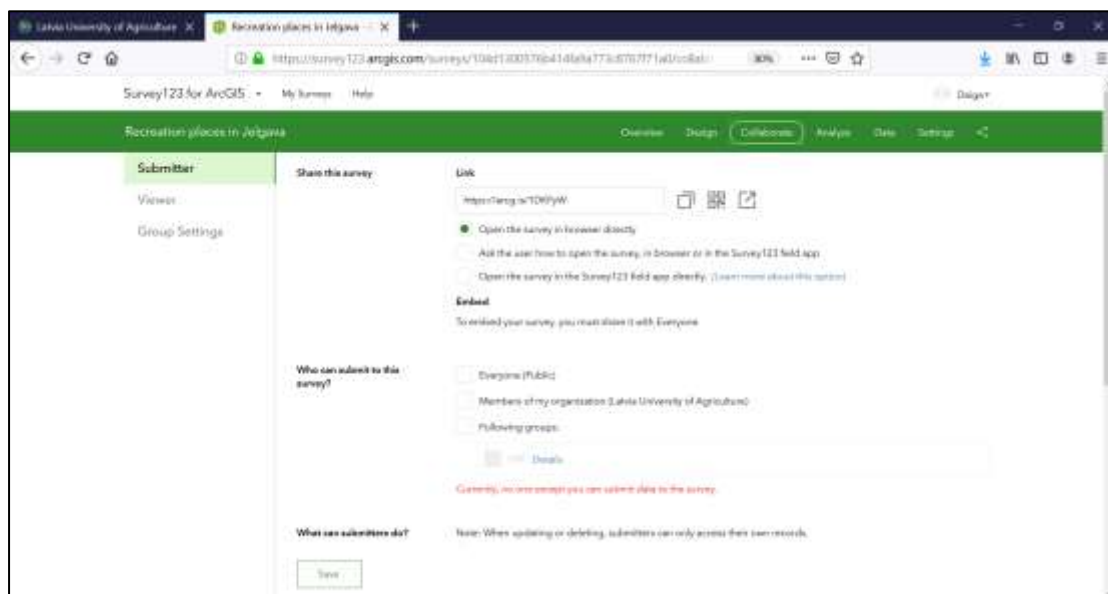 Latvia University of Agriculture
Recreation places in Jelgava
80%
Survey123 for ArcGIS My Surveys Help
Recreation places in Jelgava Overview Design Collaborate Analyze Data Settings
Submitter
Viewer
Group Settings
Share this survey
Link
Open the survey in browser directly
Ask the user how to open the survey, in browser or in the Survey123 field app
Open the survey in the Survey123 field app directly. (Learn more about this option)
Embed
To embed your survey, you must share it with Everyone
Who can submit to this
survey?
Everyone (Public)
Members of my organization (Latvia University of Agriculture)
Following groups:
Details
Currently, no one except you can submit data to the survey.
What can submitters do?
Note: When updating or deleting, submitters can only access their own records.
Save